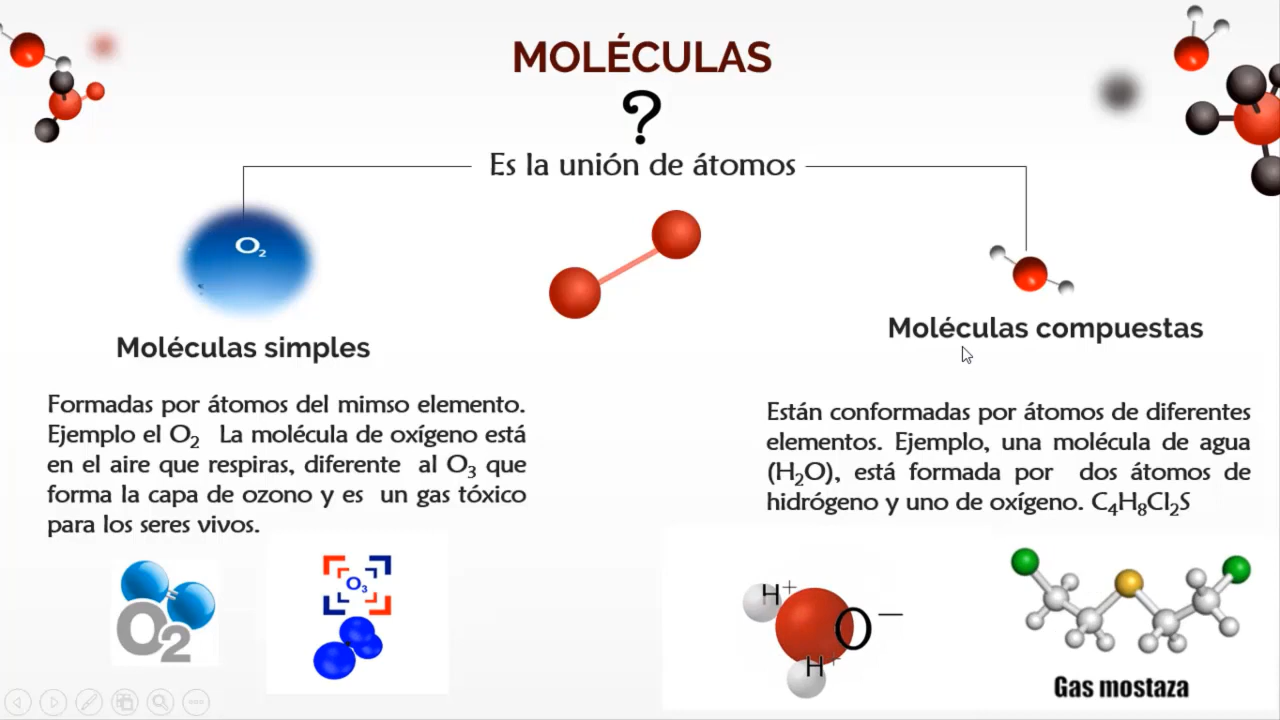 MOLÉCULAS
?
Es la unión de átomos
O₂
Moléculas simples
Formadas por átomos del mimso elemento.
Ejemplo el O₂ La molécula de oxígeno está
en el aire que respiras, diferente al O₃ que
forma la capa de ozono y es un gas tóxico
para los seres vivos.
O₂
O₃
Moléculas compuestas
Están conformadas por átomos de diferentes
elementos. Ejemplo, una molécula de agua
(H₂O), está formada por dos átomos de
hidrógeno y uno de oxígeno. C₄H₈Cl₂S
H⁺
O⁻
H⁺
Gas mostaza